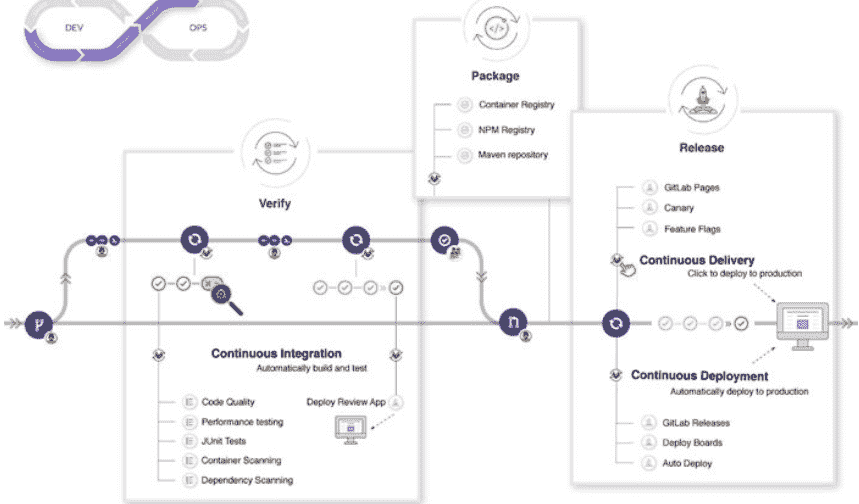 DEV
OPS
Package
Container Registry
NPM Registry
Maven repository
Release
GitLab Pages
Canary
Feature Flags
Continuous Delivery
Click to deploy to production
Verify
Continuous Integration
Automatically build and test
Code Quality
Performance testing
JUnit Tests
Container Scanning
Dependency Scanning
Deploy Review App
Continuous Deployment
Automatically deploy to production
GitLab Releases
Deploy Boards
Auto Deploy